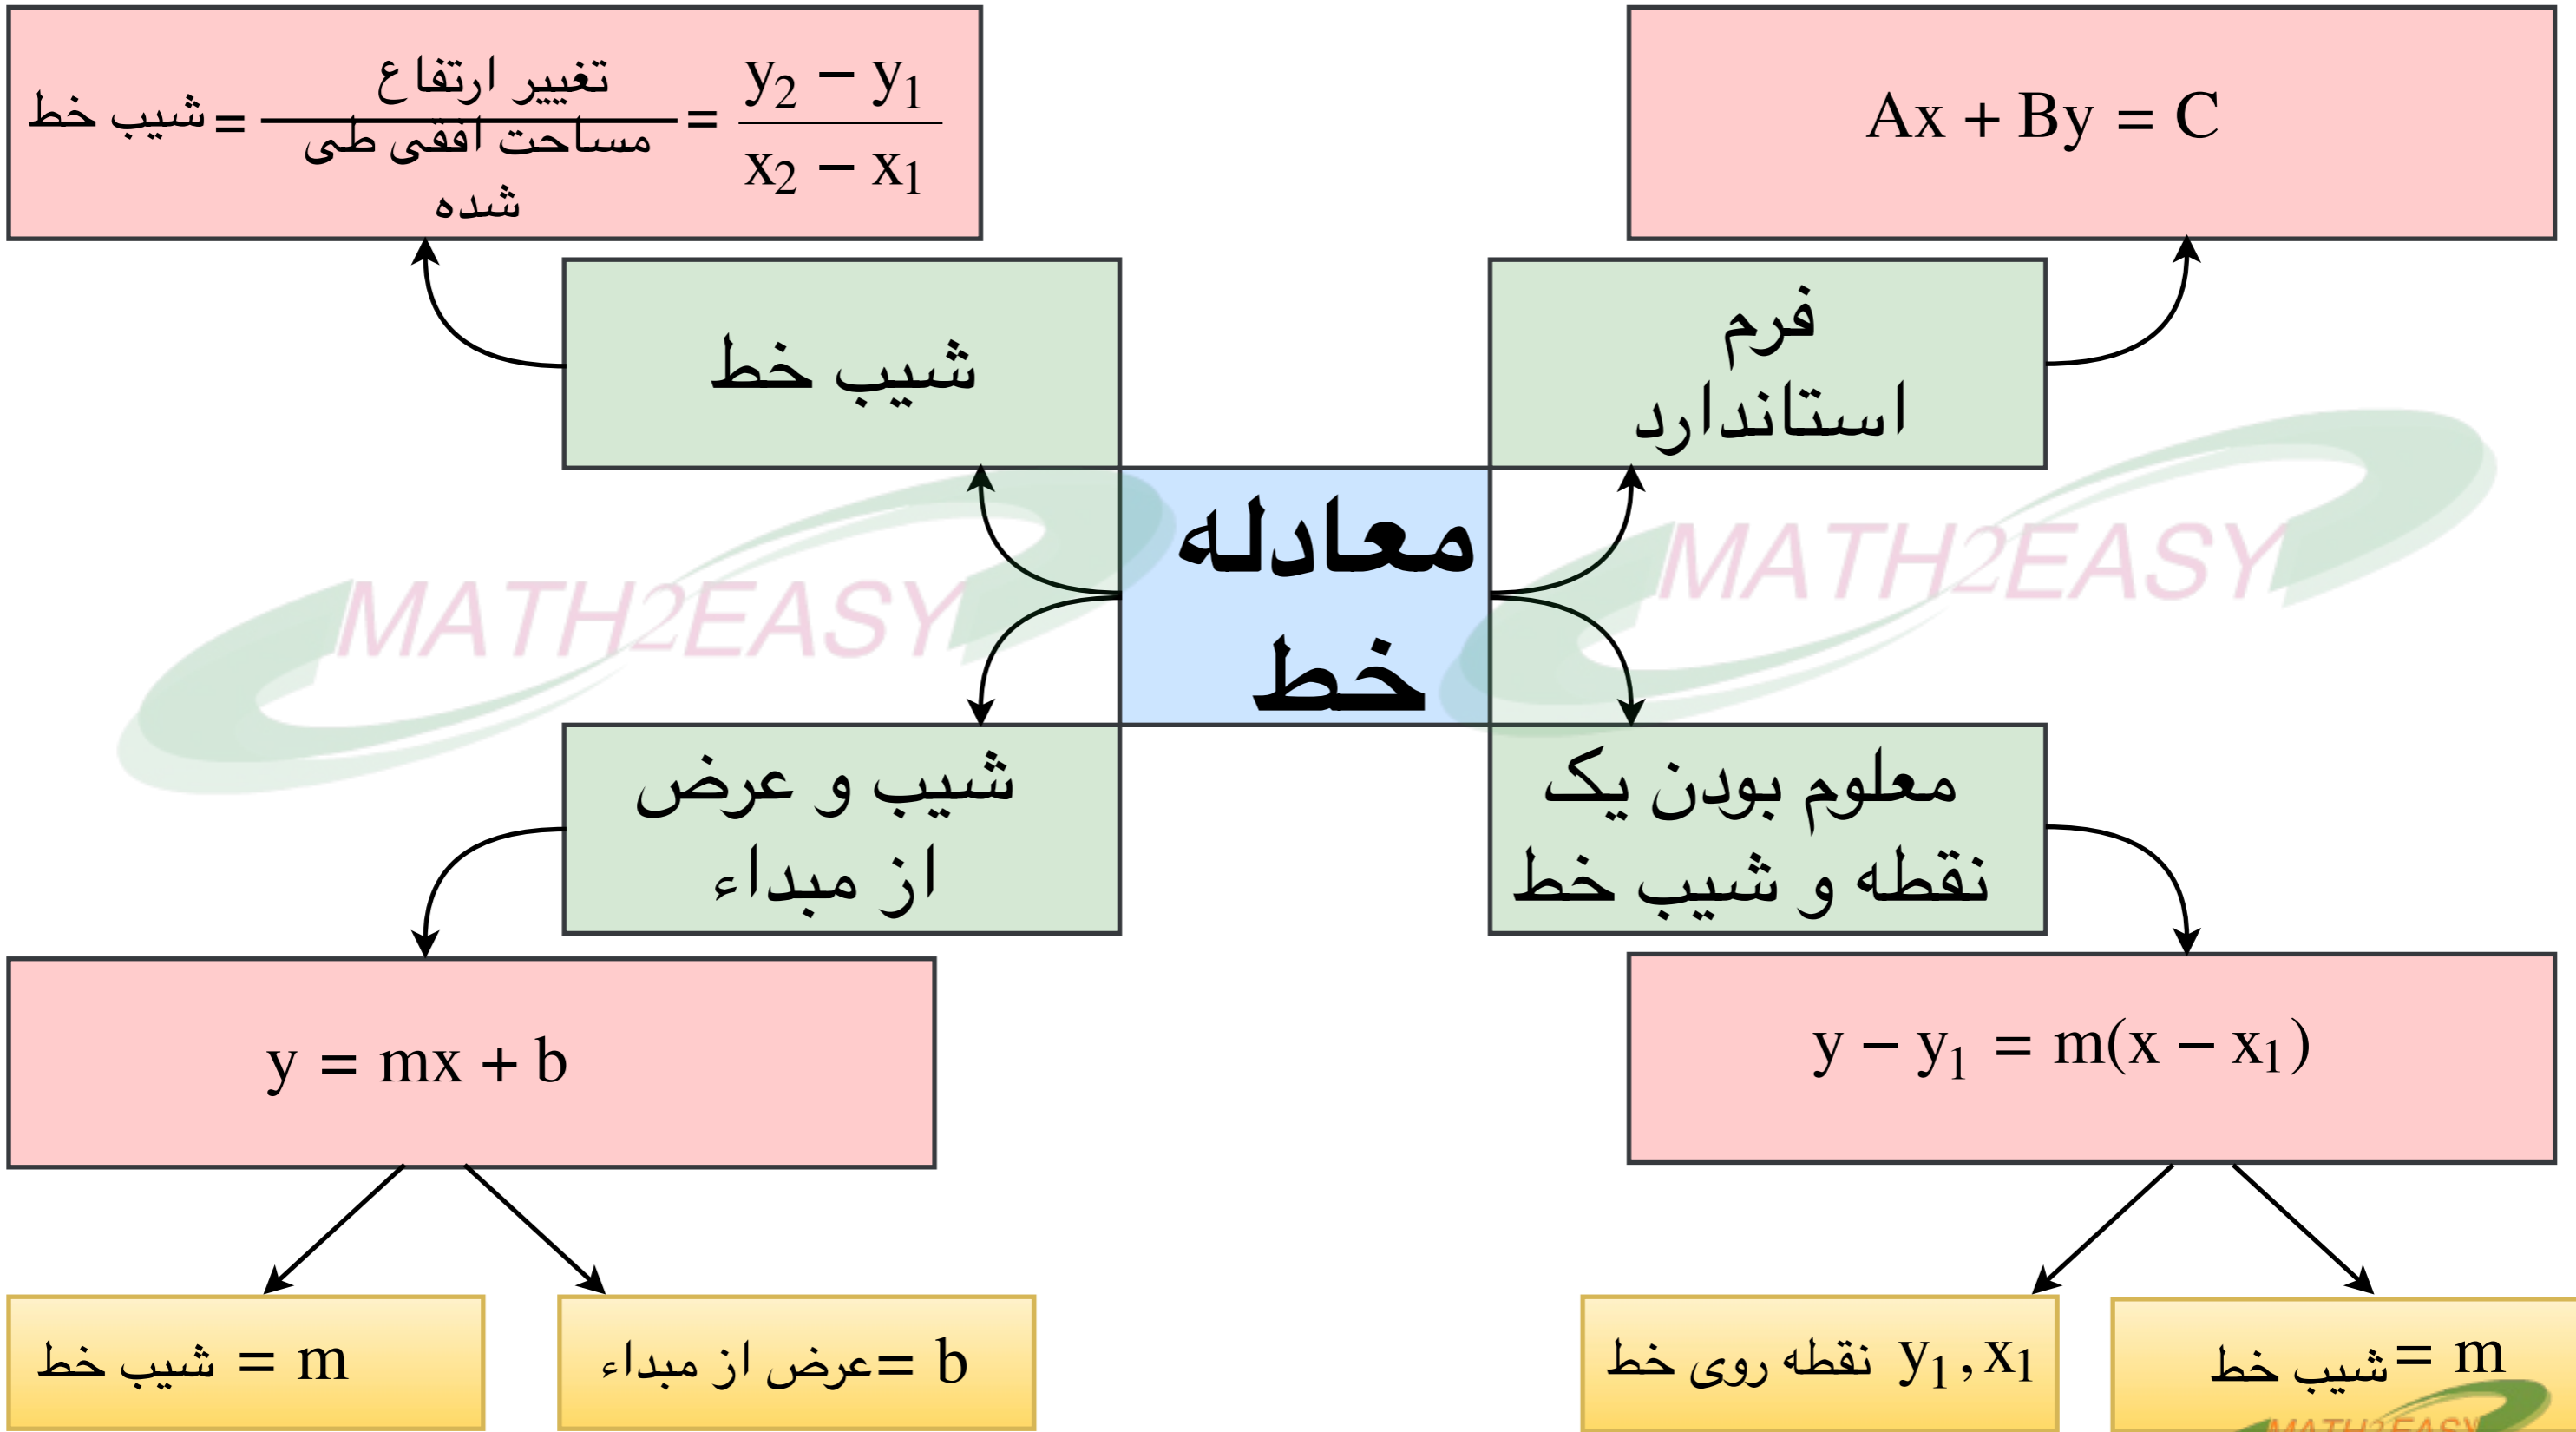 شیب خط = تغییر ارتفاع / مساحت افقی طی شده = y₂ − y₁ / x₂ − x₁
Ax + By = C
شیب خط
فرم
استاندارد
معادله
خط
MATH2EASY
MATH2EASY
شیب و عرض
از مبداء
معلوم بودن یک
نقطه و شیب خط
y = mx + b
y − y₁ = m(x − x₁)
شیب خط = m
عرض از مبداء = b
نقطه روی خط y₁ , x₁
شیب خط = m
MATH2EASY